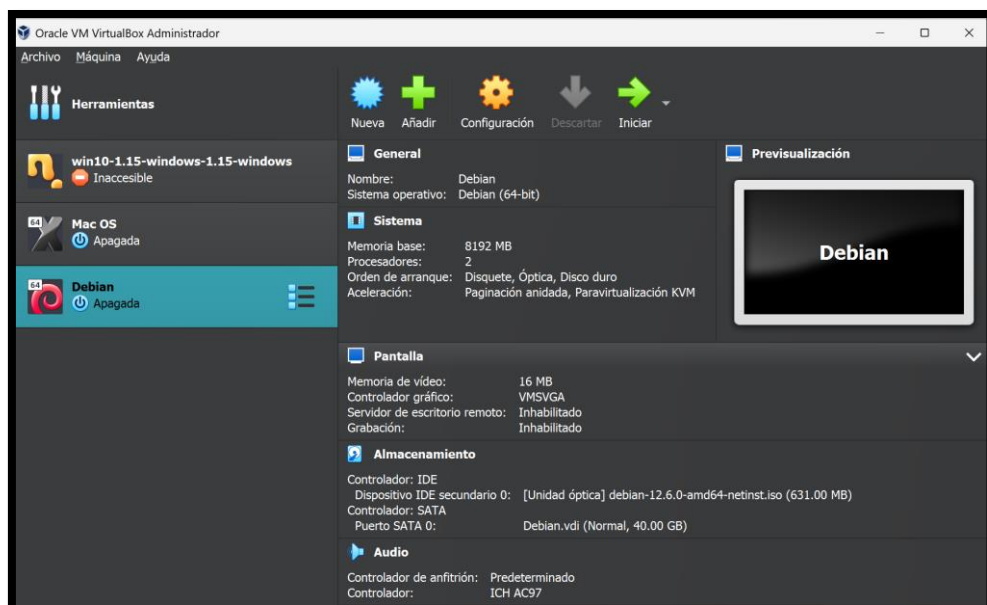 Oracle VM VirtualBox Administrador
Archivo Máquina Ayuda
Herramientas
Nueva Añadir Configuración Descartar Iniciar
win10-1.15-windows-1.15-windows
Inaccesible
64
Mac OS
Apagada
64
Debian
Apagada
General
Nombre: Debian
Sistema operativo: Debian (64-bit)
Previsualización
Debian
Sistema
Memoria base: 8192 MB
Procesadores: 2
Orden de arranque: Disquete, Óptica, Disco duro
Aceleración: Paginación anidada, Paravirtualización KVM
Pantalla
Memoria de vídeo: 16 MB
Controlador gráfico: VMSVGA
Servidor de escritorio remoto: Inhabilitado
Grabación: Inhabilitado
Almacenamiento
Controlador: IDE
Dispositivo IDE secundario 0: [Unidad óptica] debian-12.6.0-amd64-netinst.iso (631.00 MB)
Controlador: SATA
Puerto SATA 0: Debian.vdi (Normal, 40.00 GB)
Audio
Controlador de anfitrión: Predeterminado
Controlador: ICH AC97